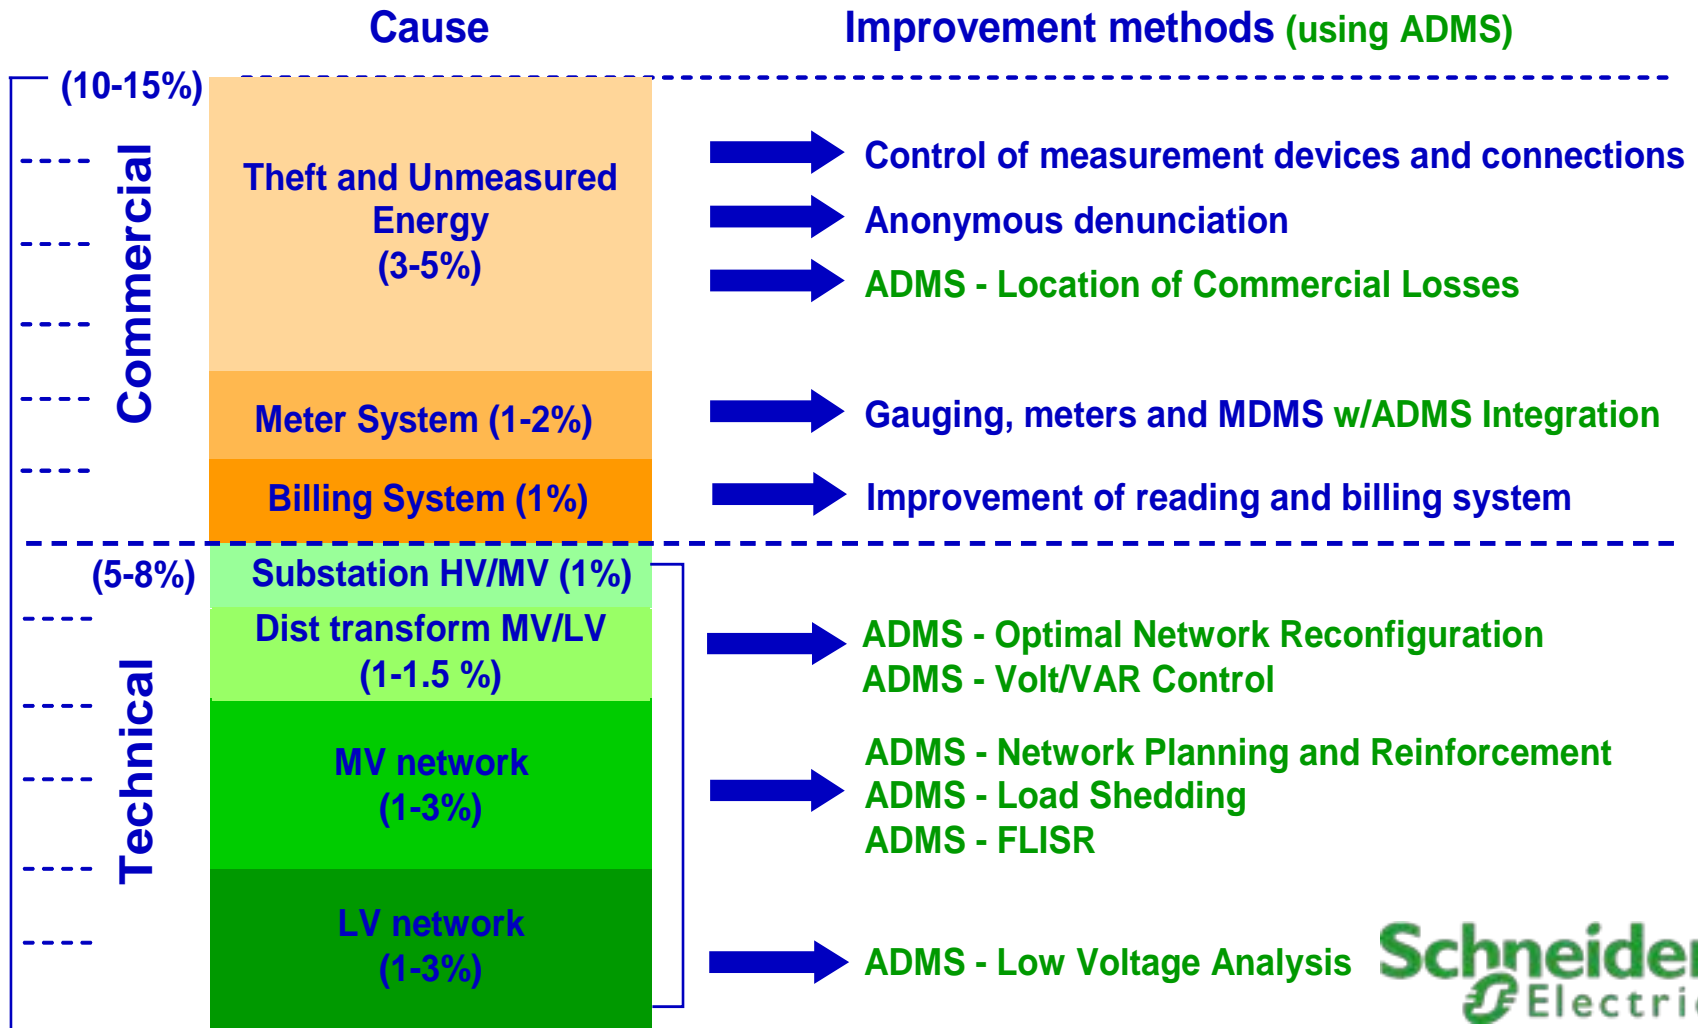 Cause
Improvement methods (using ADMS)
(10-15%)
Commercial
Theft and Unmeasured
Energy
(3-5%)
Control of measurement devices and connections
Anonymous denunciation
ADMS - Location of Commercial Losses
Meter System (1-2%)
Gauging, meters and MDMS w/ADMS Integration
Billing System (1%)
Improvement of reading and billing system
(5-8%)
Technical
Substation HV/MV (1%)
Dist transform MV/LV
(1-1.5 %)
ADMS - Optimal Network Reconfiguration
ADMS - Volt/VAR Control
MV network
(1-3%)
ADMS - Network Planning and Reinforcement
ADMS - Load Shedding
ADMS - FLISR
LV network
(1-3%)
ADMS - Low Voltage Analysis
Schneider
Electric